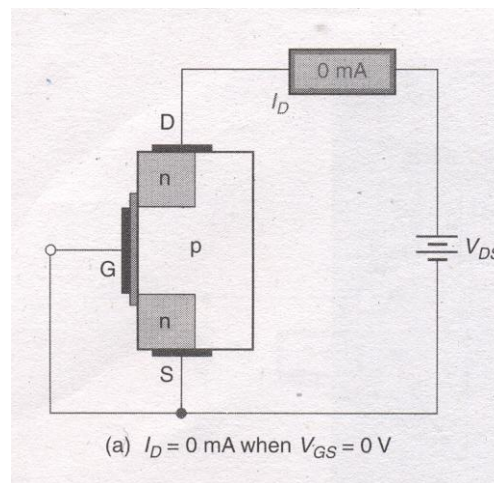 0 mA
I_D
D
n
p
G
V_DS
n
S
(a) I_D = 0 mA when V_GS = 0 V